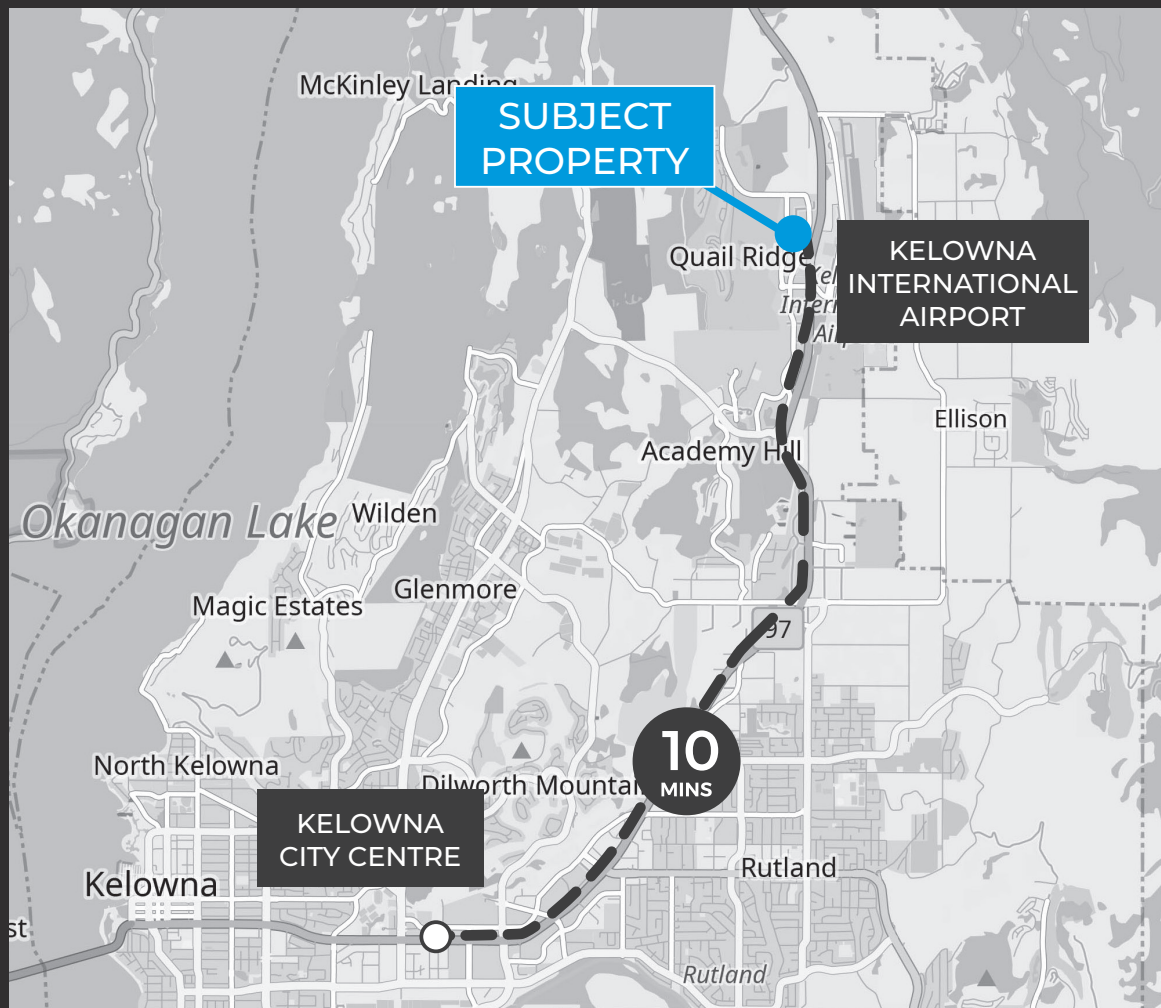 McKinley Landing
SUBJECT
PROPERTY
Quail Ridge
KELOWNA
INTERNATIONAL
AIRPORT
Ellison
Academy Hill
Okanagan Lake
Wilden
Glenmore
Magic Estates
97
10
MINS
North Kelowna
Dilworth Mountain
KELOWNA
CITY CENTRE
Kelowna
Rutland
st
Rutland